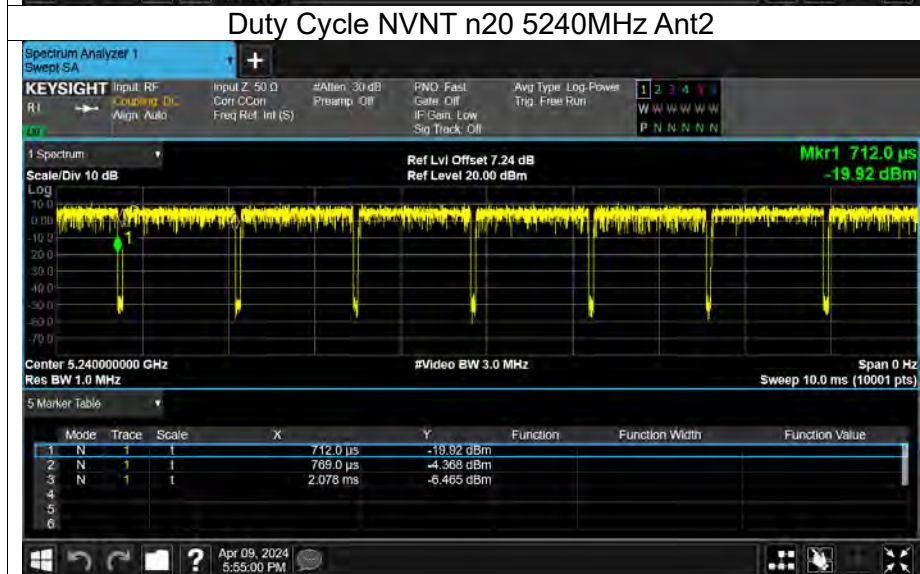 Duty Cycle NVNT n20 5240MHz Ant2
Spectrum Analyzer 1
Swept SA
+
KEYSIGHT Input: RF Input Z: 50 Ω #Atten: 30 dB PNO: Fast Avg Type: Log-Power 1 2 3 4 5 6
Coupling: DC Corr CCorr Preamp: Off Gate: Off Trig: Free Run W W W W W W
Align: Auto Freq Ref: Int (S) IF Gain: Low
Sig Track: Off P N N N N N
1 Spectrum
Scale/Div 10 dB
Ref Lvl Offset 7.24 dB
Ref Level 20.00 dBm
Mkr1 712.0 µs
-19.92 dBm
Log
10.0
0.00
-10.0
-20.0
-30.0
-40.0
-50.0
-60.0
-70.0
1
Center 5.240000000 GHz #Video BW 3.0 MHz Span 0 Hz
Res BW 1.0 MHz Sweep 10.0 ms (10001 pts)
5 Marker Table
Mode Trace Scale X Y Function Function Width Function Value
1 N 1 t 712.0 µs -19.92 dBm
2 N 1 t 769.0 µs -4.368 dBm
3 N 1 t 2.078 ms -6.465 dBm
4
5
6
? Apr 09, 2024
5:55:00 PM